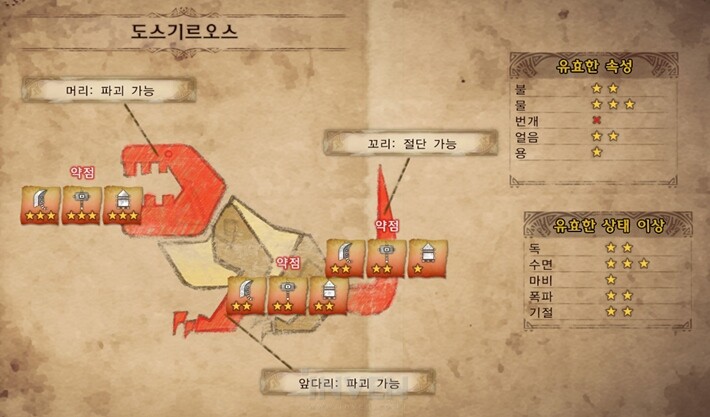 도스기르오스
머리: 파괴 가능
약점
꼬리: 절단 가능
약점
약점
앞다리: 파괴 가능
유효한 속성
불
물
번개
얼음
용
유효한 상태 이상
독
수면
마비
폭파
기절